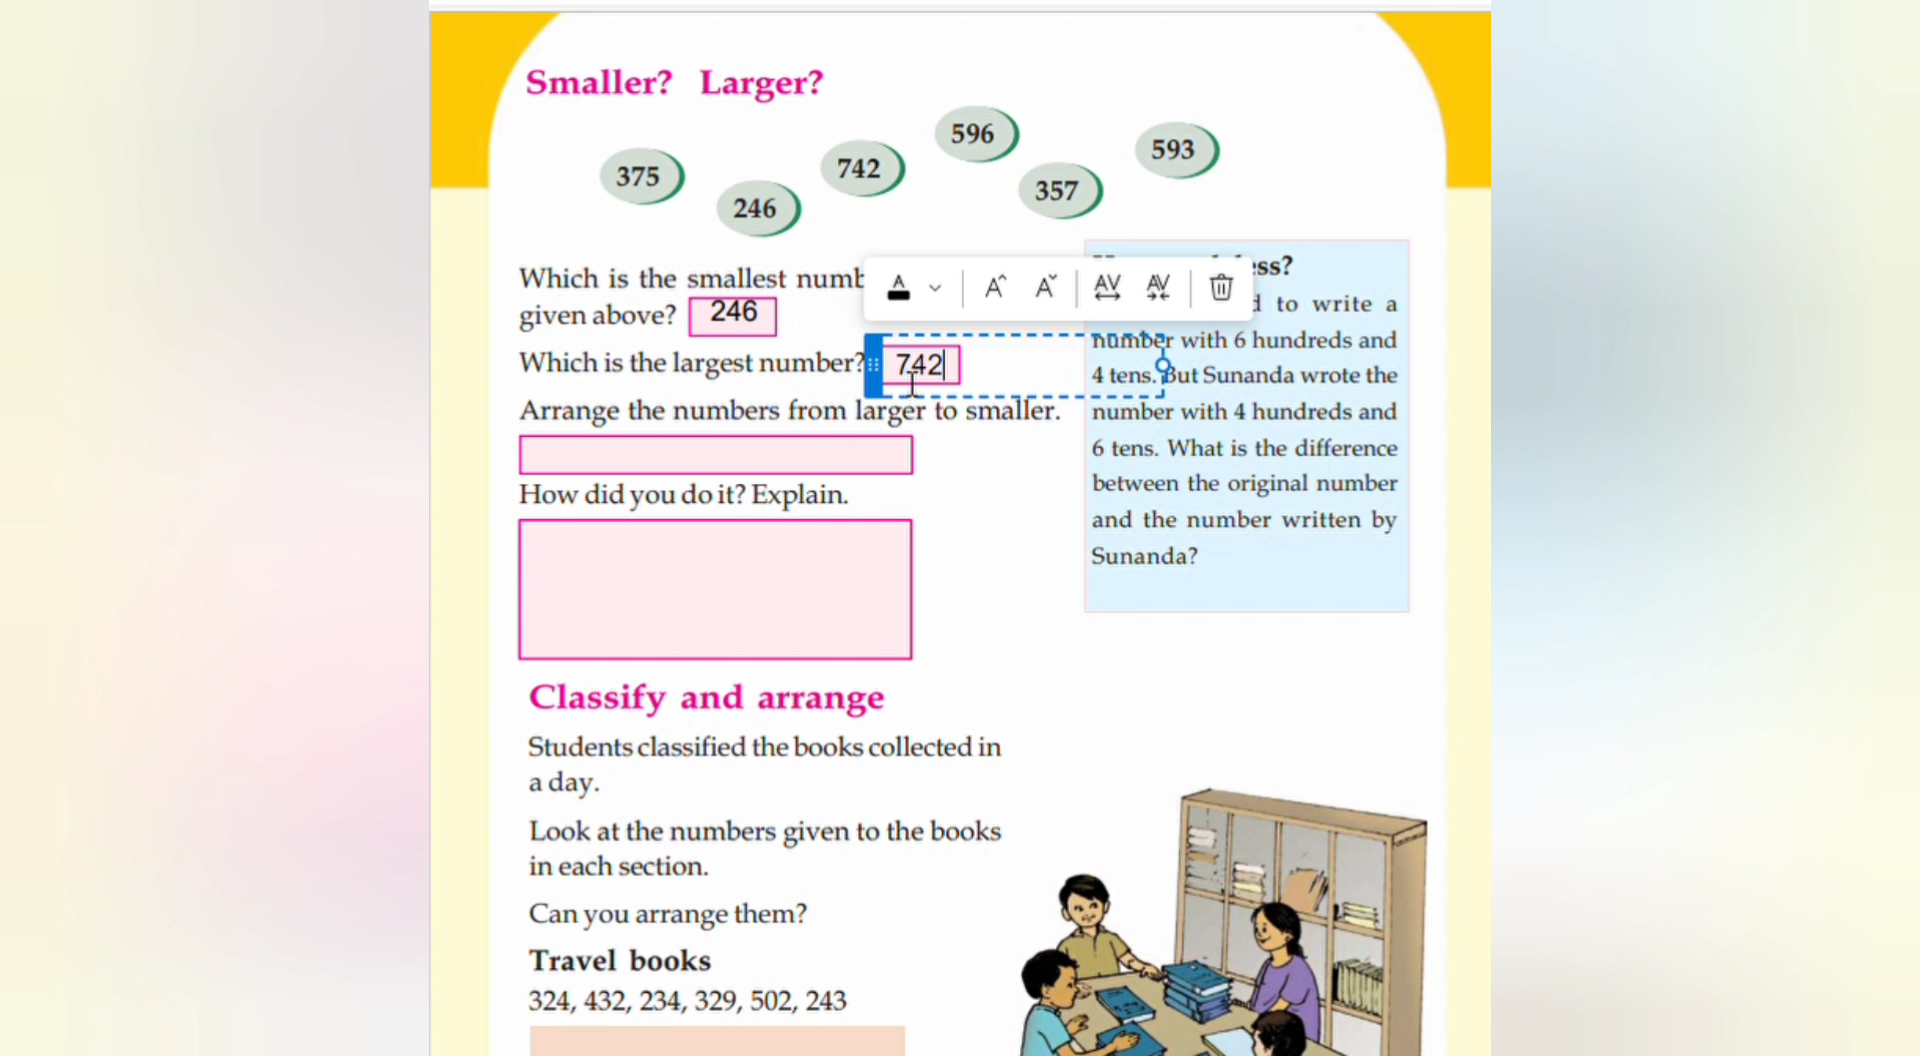 Smaller? Larger?
596
593
742
375
357
246
Which is the smallest numb
given above? 246
Which is the largest number? 742
Arrange the numbers from larger to smaller.
How did you do it? Explain.
ess?
to write a
number with 6 hundreds and
4 tens. But Sunanda wrote the
number with 4 hundreds and
6 tens. What is the difference
between the original number
and the number written by
Sunanda?
Classify and arrange
Students classified the books collected in
a day.
Look at the numbers given to the books
in each section.
Can you arrange them?
Travel books
324, 432, 234, 329, 502, 243